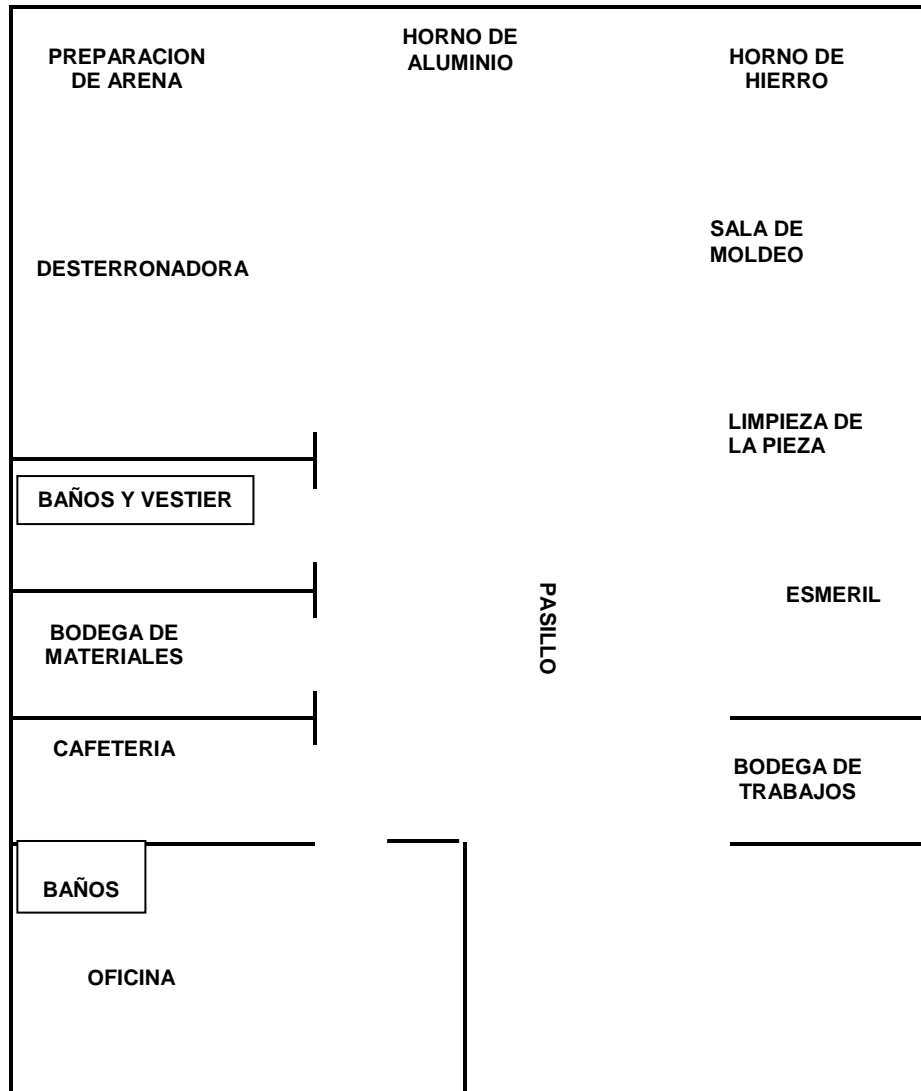 PREPARACION
DE ARENA
HORNO DE
ALUMINIO
HORNO DE
HIERRO
DESTERRONADORA
SALA DE
MOLDEO
LIMPIEZA DE
LA PIEZA
BAÑOS Y VESTIER
PASILLO
ESMERIL
BODEGA DE
MATERIALES
CAFETERIA
BODEGA DE
TRABAJOS
BAÑOS
OFICINA